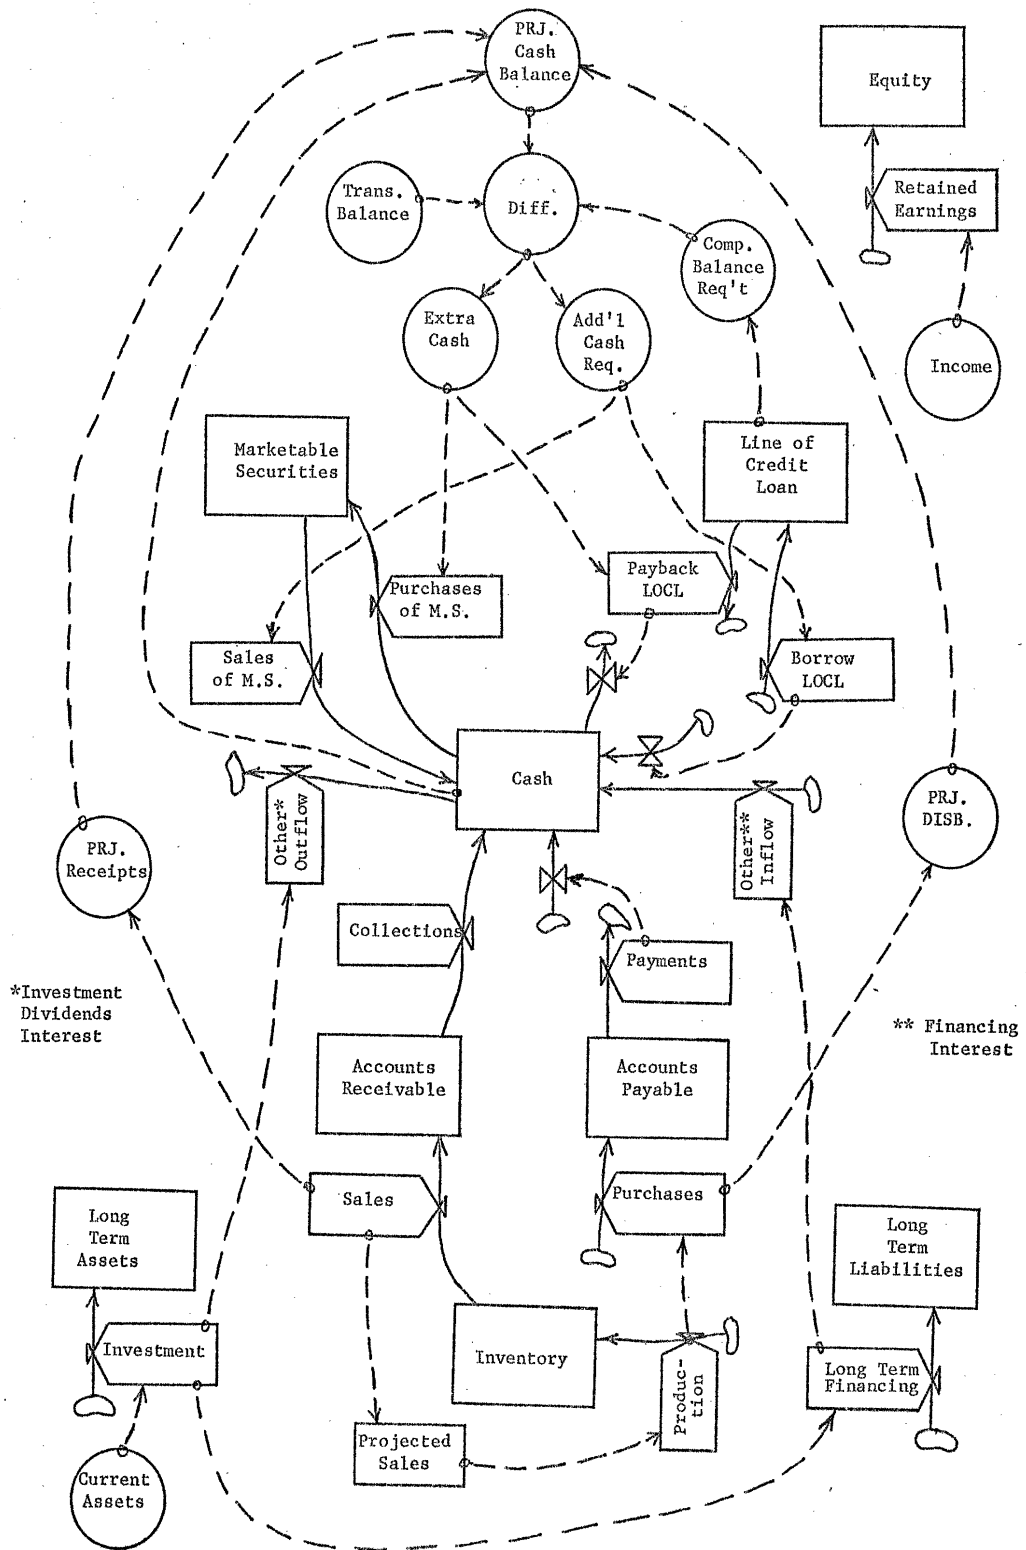 PRJ.
Cash
Balance
Equity
Trans.
Balance
Diff.
Retained
Earnings
Comp.
Balance
Req't
Extra
Cash
Add'l
Cash
Req.
Income
Marketable
Securities
Line of
Credit
Loan
Purchases
of M.S.
Payback
LOCL
Sales
of M.S.
Borrow
LOCL
Cash
PRJ.
Receipts
Other*
Outflow
Other**
Inflow
PRJ.
DISB.
Collections
Payments
*Investment
Dividends
Interest
** Financing
Interest
Accounts
Receivable
Accounts
Payable
Sales
Purchases
Long
Term
Assets
Long
Term
Liabilities
Investment
Inventory
Produc-
tion
Long Term
Financing
Projected
Sales
Current
Assets